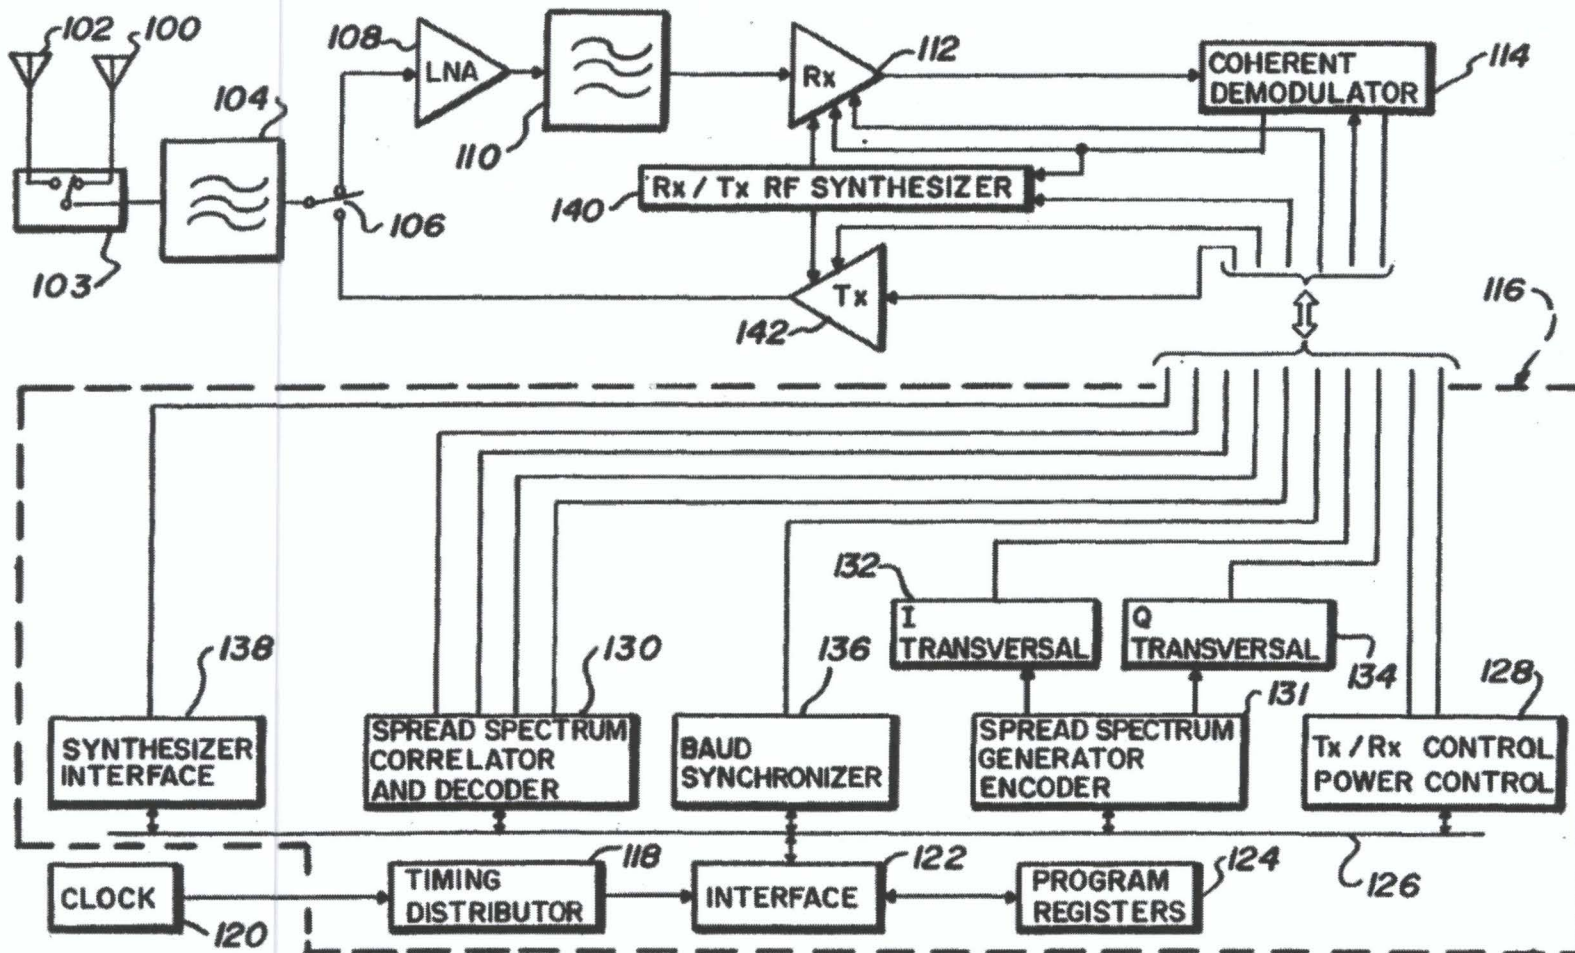 102
100
104
103
106
108
LNA
110
Rx
112
COHERENT
DEMODULATOR
114
Rx / Tx RF SYNTHESIZER
140
Tx
142
116
132
I
TRANSVERSAL
Q
TRANSVERSAL
134
138
SYNTHESIZER
INTERFACE
130
SPREAD SPECTRUM
CORRELATOR
AND DECODER
136
BAUD
SYNCHRONIZER
131
SPREAD SPECTRUM
GENERATOR
ENCODER
128
Tx / Rx CONTROL
POWER CONTROL
CLOCK
120
118
TIMING
DISTRIBUTOR
122
INTERFACE
124
PROGRAM
REGISTERS
126